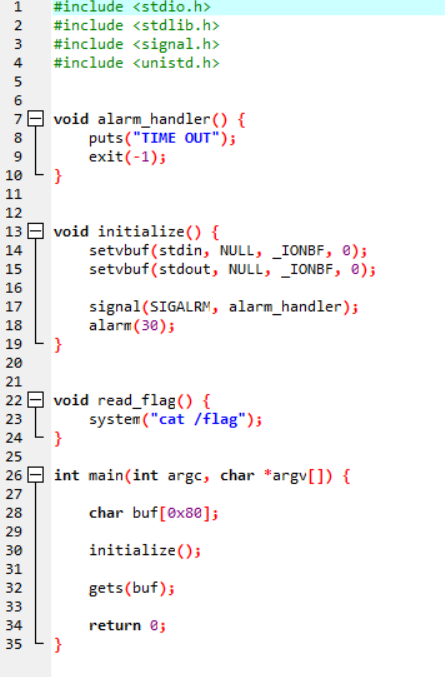 1 #include <stdio.h>
2 #include <stdlib.h>
3 #include <signal.h>
4 #include <unistd.h>
5
6
7 void alarm_handler() {
8     puts("TIME OUT");
9     exit(-1);
10 }
11
12
13 void initialize() {
14     setvbuf(stdin, NULL, _IONBF, 0);
15     setvbuf(stdout, NULL, _IONBF, 0);
16
17     signal(SIGALRM, alarm_handler);
18     alarm(30);
19 }
20
21
22 void read_flag() {
23     system("cat /flag");
24 }
25
26 int main(int argc, char *argv[]) {
27
28     char buf[0x80];
29
30     initialize();
31
32     gets(buf);
33
34     return 0;
35 }